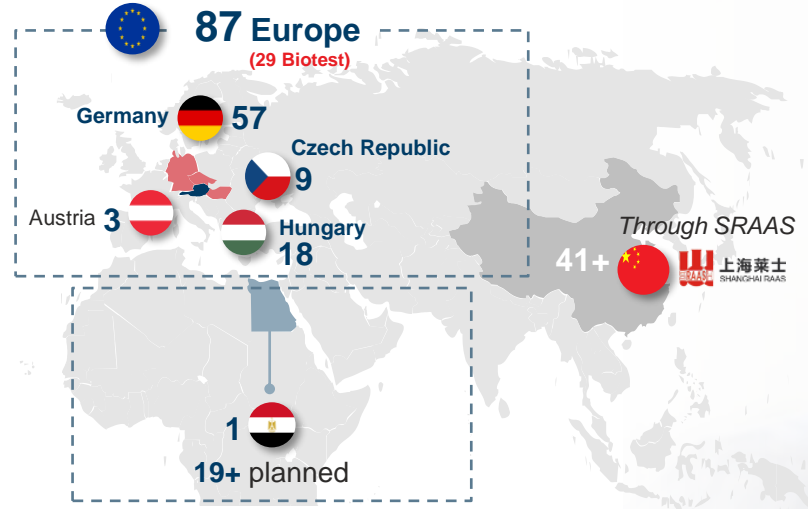 87 Europe
(29 Biotest)
Germany 57
Czech Republic
9
Austria 3
Hungary
18
Through SRAAS
41+
SRAAS 上海莱士
SHANGHAI RAAS
1
19+ planned